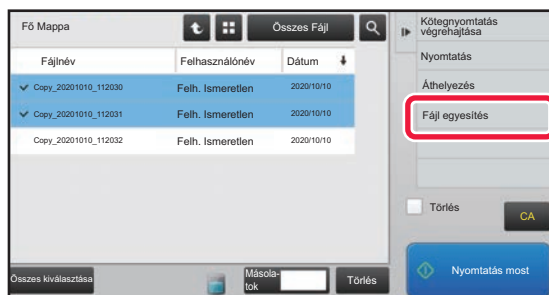 Fő Mappa
Összes Fájl
Fájlnév Felhasználónév Dátum
Copy_20201010_112030 Felh. Ismeretlen 2020/10/10
Copy_20201010_112031 Felh. Ismeretlen 2020/10/10
Copy_20201010_112032 Felh. Ismeretlen 2020/10/10
Összes kiválasztása
Másola-
tok
Törlés
Kötegnyomtatás
végrehajtása
Nyomtatás
Áthelyezés
Fájl egyesítés
Törlés
CA
Nyomtatás most